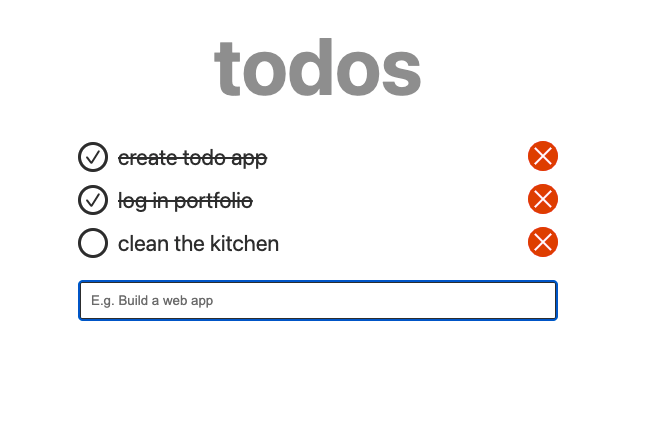 todos
create todo app
log in portfolio
clean the kitchen
E.g. Build a web app